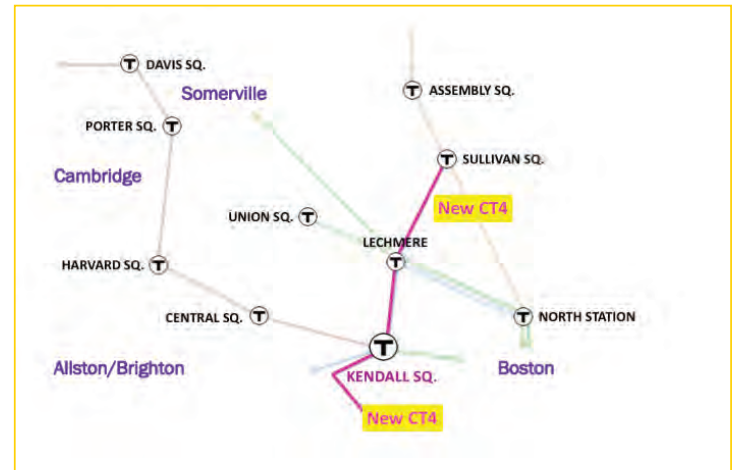 DAVIS SQ.
Somerville
ASSEMBLY SQ.
PORTER SQ.
SULLIVAN SQ.
Cambridge
New CT4
UNION SQ.
LECHMERE
HARVARD SQ.
CENTRAL SQ.
NORTH STATION
Allston/Brighton
KENDALL SQ.
Boston
New CT4
T
T
T
T
T
T
T
T
T
T